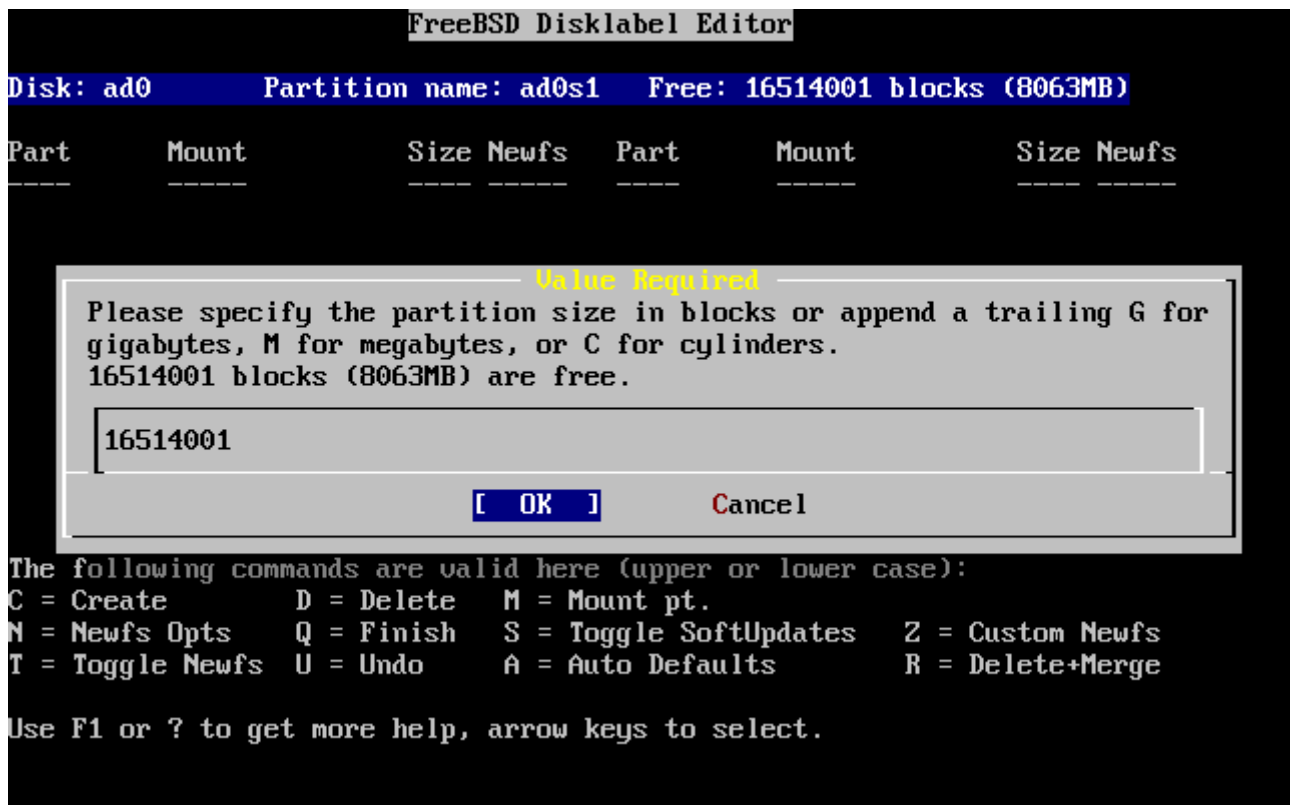 FreeBSD Disklabel Editor
Disk: ad0 Partition name: ad0s1 Free: 16514001 blocks (8063MB)
Part Mount Size Newfs Part Mount Size Newfs
---- ----- ---- ----- ---- ----- ---- -----
Value Required
Please specify the partition size in blocks or append a trailing G for
gigabytes, M for megabytes, or C for cylinders.
16514001 blocks (8063MB) are free.
16514001
[ OK ] Cancel
The following commands are valid here (upper or lower case):
C = Create D = Delete M = Mount pt.
N = Newfs Opts Q = Finish S = Toggle SoftUpdates Z = Custom Newfs
T = Toggle Newfs U = Undo A = Auto Defaults R = Delete+Merge
Use F1 or ? to get more help, arrow keys to select.